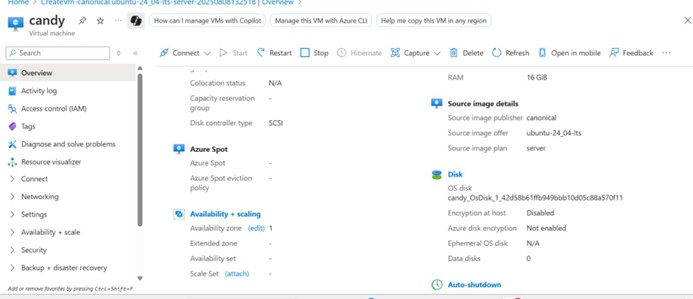 Home > CreateVm-canonical.ubuntu-24_04-lts-server-20250808132518 | Overview >
candy
Virtual machine
How can I manage VMs with Copilot
Manage this VM with Azure CLI
Help me copy this VM in any region
Search
Connect
Start
Restart
Stop
Hibernate
Capture
Delete
Refresh
Open in mobile
Feedback
Overview
Activity log
Access control (IAM)
Tags
Diagnose and solve problems
Resource visualizer
Connect
Networking
Settings
Availability + scale
Security
Backup + disaster recovery
Add or remove favorites by pressing Ctrl+Shift+F
Colocation status N/A
Capacity reservation group -
Disk controller type SCSI
Azure Spot
Azure Spot -
Azure Spot eviction policy -
Availability + scaling
Availability zone (edit) 1
Extended zone -
Availability set -
Scale Set (attach) -
RAM 16 GiB
Source image details
Source image publisher canonical
Source image offer ubuntu-24_04-lts
Source image plan server
Disk
OS disk
candy_OsDisk_1_42d58b61ffb949bbb10d05c88a570f11
Encryption at host Disabled
Azure disk encryption Not enabled
Ephemeral OS disk N/A
Data disks 0
Auto-shutdown